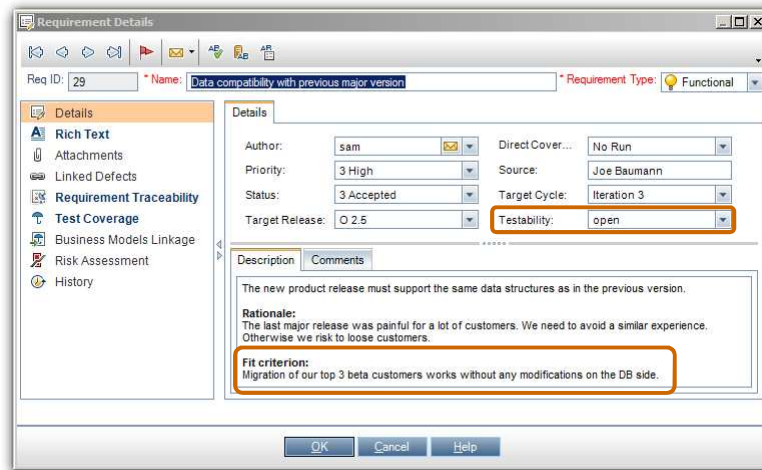 Requirement Details
Req ID: 29 * Name: Data compatibility with previous major version * Requirement Type: Functional
Details
Rich Text
Attachments
Linked Defects
Requirement Traceability
Test Coverage
Business Models Linkage
Risk Assessment
History
Details
Author: sam Direct Cover... No Run
Priority: 3 High Source: Joe Baumann
Status: 3 Accepted Target Cycle: Iteration 3
Target Release: O 2.5 Testability: open
Description Comments
The new product release must support the same data structures as in the previous version.
Rationale:
The last major release was painful for a lot of customers. We need to avoid a similar experience.
Otherwise we risk to loose customers.
Fit criterion:
Migration of our top 3 beta customers works without any modifications on the DB side.
OK Cancel Help